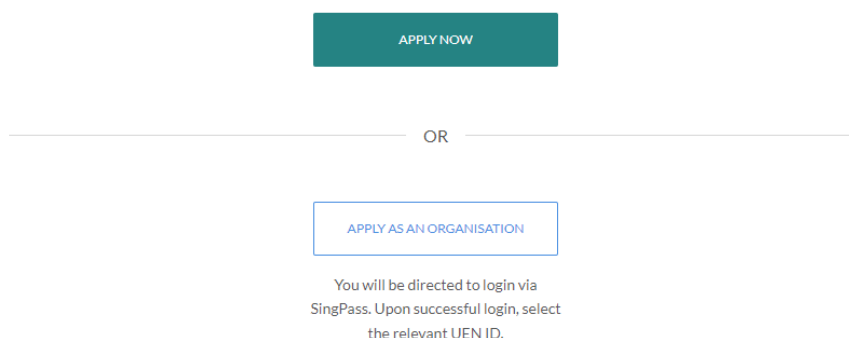 APPLY NOW
OR
APPLY AS AN ORGANISATION
You will be directed to login via
SingPass. Upon successful login, select
the relevant UEN ID.